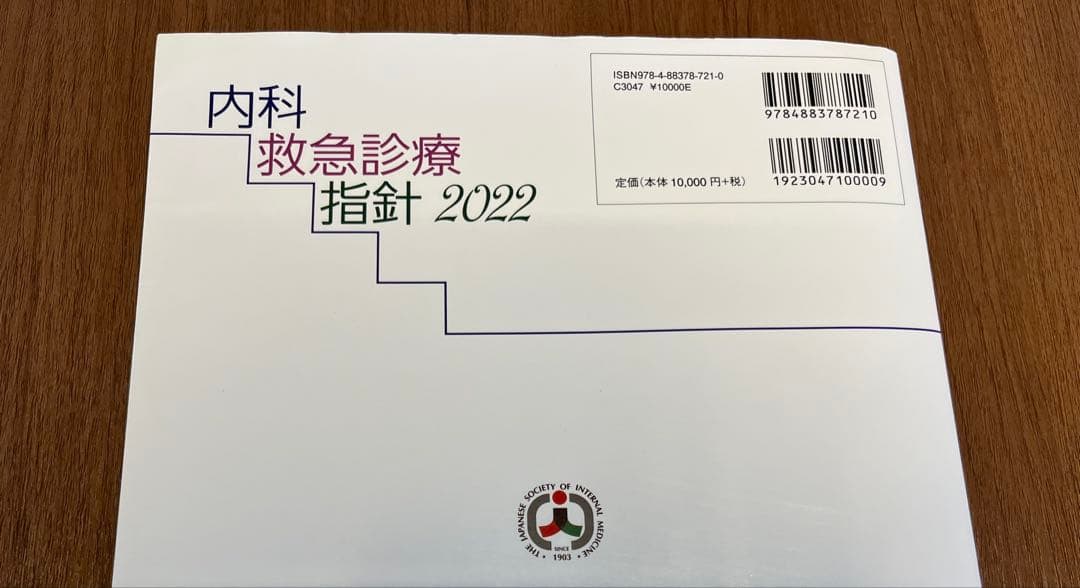 内科
救急診療
指針 2022
ISBN978-4-88378-721-0
C3047 ¥10000E
定価(本体 10,000 円+税)
9784883787210
1923047100009
THE JAPANESE SOCIETY OF INTERNAL MEDICINE
SINCE
1903